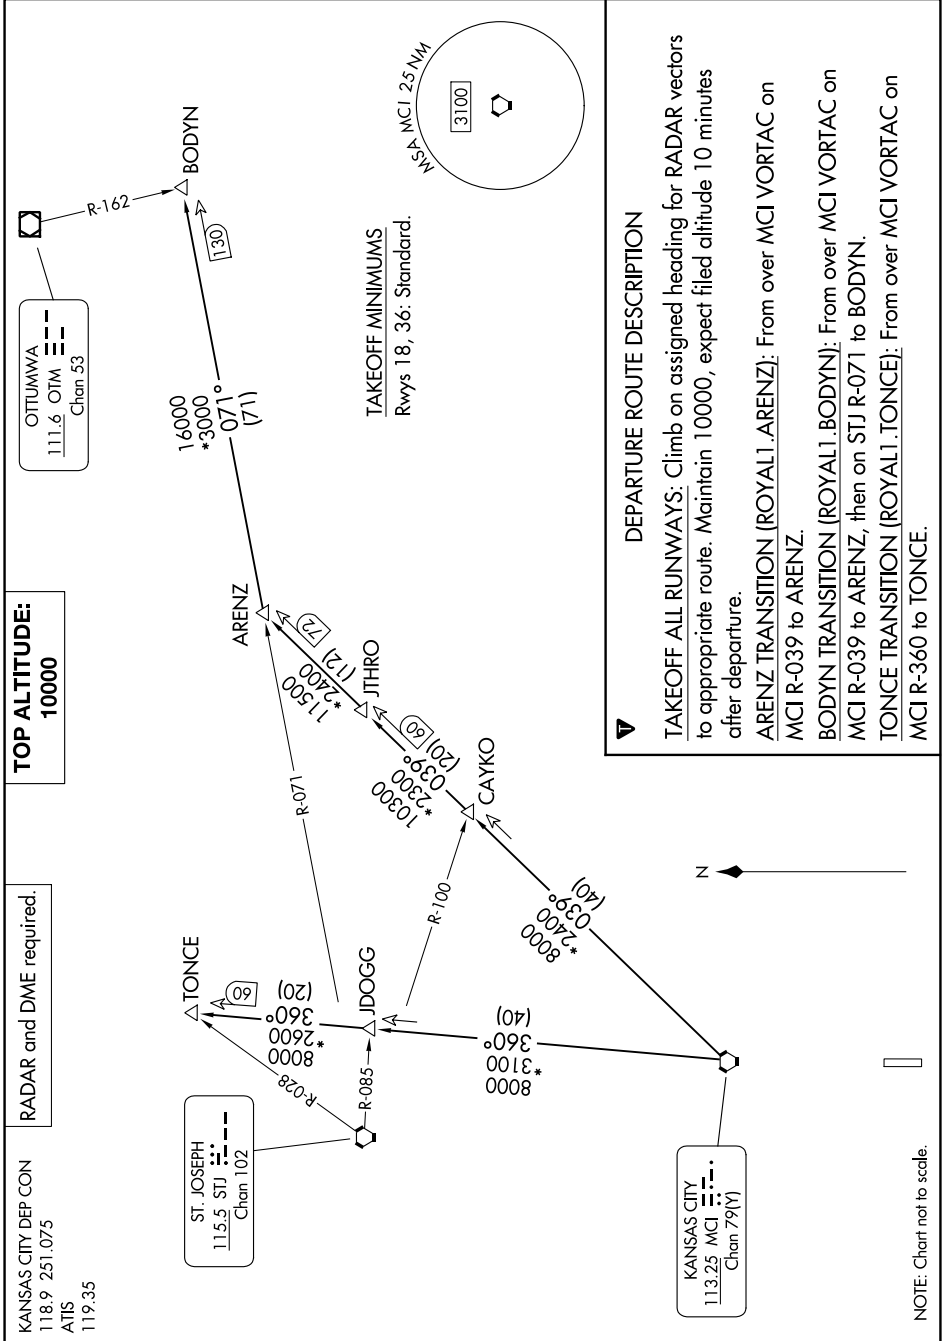 KANSAS CITY DEP CON
118.9 251.075
ATIS
119.35
RADAR and DME required.
TOP ALTITUDE:
10000
OTTUMWA
111.6 OTM
Chan 53
R-162
BODYN
130
16000
*3000
071°
(71)
ARENZ
72
11500
*2400
(12)
JTHRO
60
10300
*2300
039°
(20)
CAYKO
8000
*2400
039°
(40)
R-071
R-100
TONCE
60
8000
*2600
360°
(20)
JDOGG
R-028
R-085
8000
*3100
360°
(40)
ST. JOSEPH
115.5 STJ
Chan 102
KANSAS CITY
113.25 MCI
Chan 79(Y)
N
MSA MCI 25 NM
3100
TAKEOFF MINIMUMS
Rwys 18, 36: Standard.
NOTE: Chart not to scale.
T
DEPARTURE ROUTE DESCRIPTION
TAKEOFF ALL RUNWAYS: Climb on assigned heading for RADAR vectors
to appropriate route. Maintain 10000, expect filed altitude 10 minutes
after departure.
ARENZ TRANSITION (ROYAL1.ARENZ): From over MCI VORTAC on
MCI R-039 to ARENZ.
BODYN TRANSITION (ROYAL1.BODYN): From over MCI VORTAC on
MCI R-039 to ARENZ, then on STJ R-071 to BODYN.
TONCE TRANSITION (ROYAL1.TONCE): From over MCI VORTAC on
MCI R-360 to TONCE.